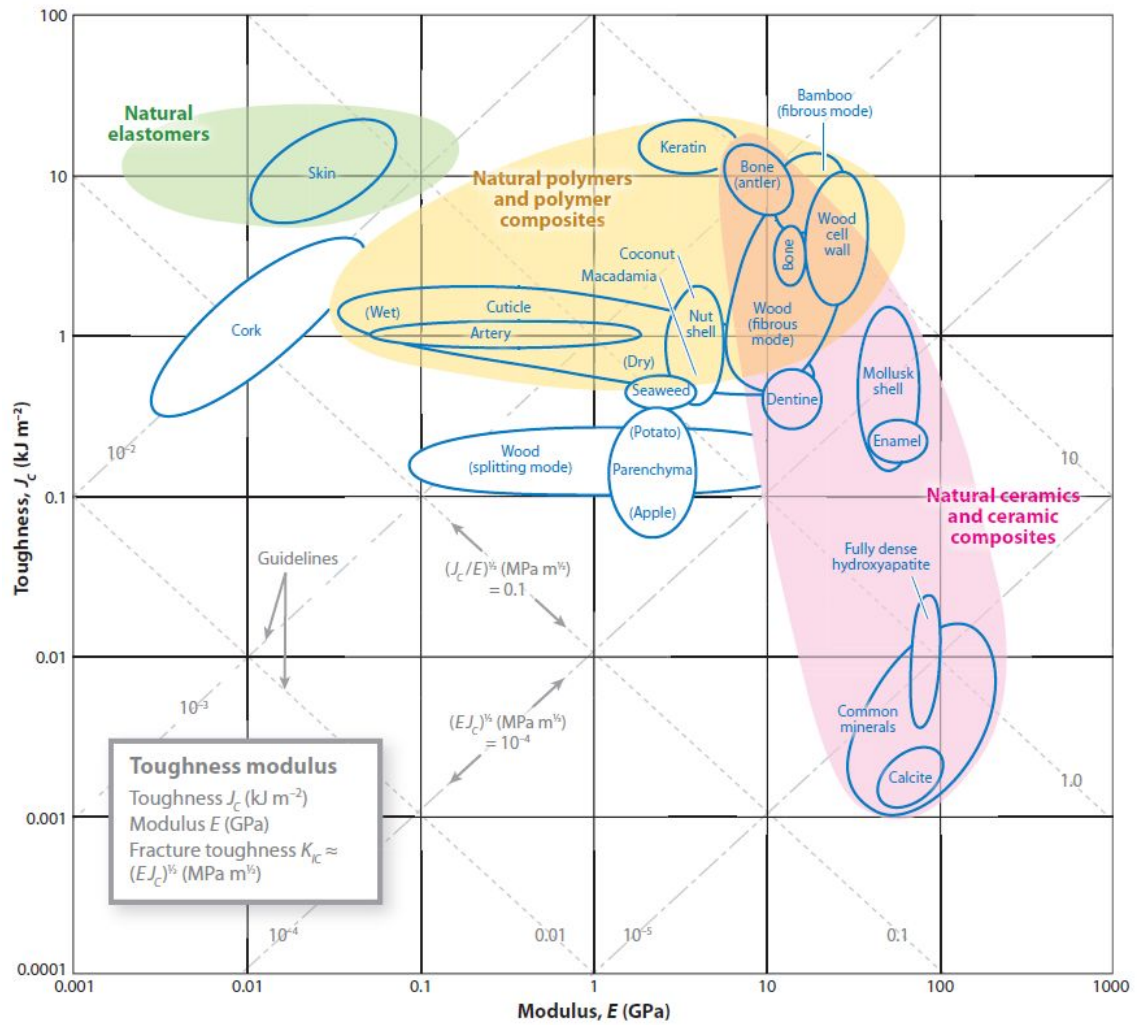 100
10
1
0.1
0.01
0.001
0.0001
Toughness, J_c (kJ m⁻²)
Natural
elastomers
Skin
Keratin
Bamboo
(fibrous mode)
Bone
(antler)
Natural polymers
and polymer
composites
Wood
cell
wall
Bone
Coconut
Macadamia
(Wet)
Cuticle
Artery
Cork
Nut
shell
Wood
(fibrous
mode)
(Dry)
Seaweed
Dentine
Mollusk
shell
Enamel
Wood
(splitting mode)
(Potato)
Parenchyma
(Apple)
10⁻²
10
Natural ceramics
and ceramic
composites
Guidelines
(J_c/E)^½ (MPa m^½)
= 0.1
Fully dense
hydroxyapatite
10⁻³
(EJ_c)^½ (MPa m^½)
= 10⁻⁴
Common
minerals
Calcite
1.0
Toughness modulus
Toughness J_c (kJ m⁻²)
Modulus E (GPa)
Fracture toughness K_IC ≈
(EJ_c)^½ (MPa m^½)
10⁻⁴
0.01
10⁻⁵
0.1
0.001
0.01
0.1
1
10
100
1000
Modulus, E (GPa)